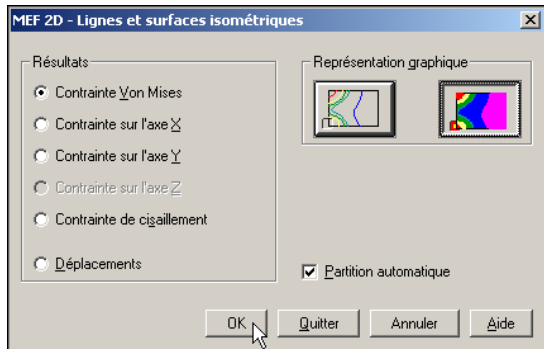 MEF 2D - Lignes et surfaces isométriques
Résultats
Contrainte Von Mises
Contrainte sur l'axe X
Contrainte sur l'axe Y
Contrainte sur l'axe Z
Contrainte de cisaillement
Déplacements
Représentation graphique
Partition automatique
OK
Quitter
Annuler
Aide